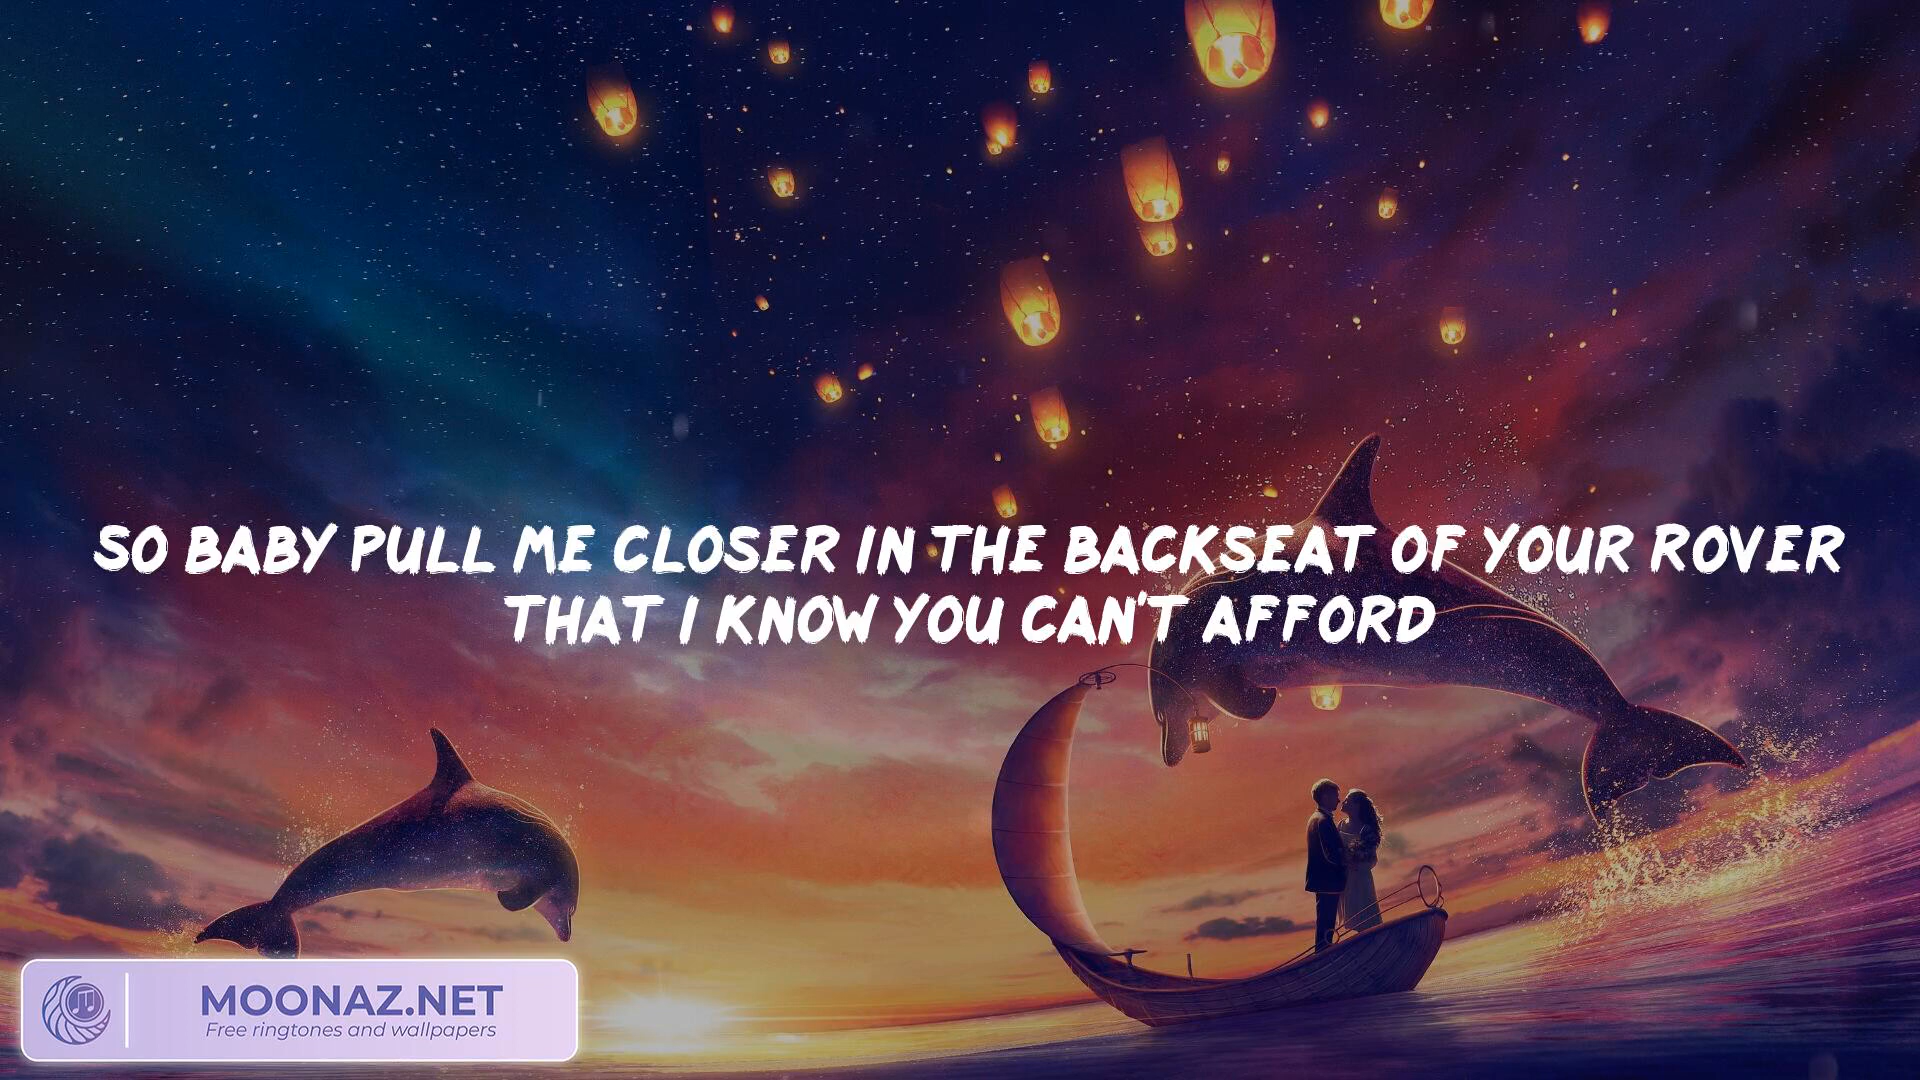 SO BABY PULL ME CLOSER IN THE BACKSEAT OF YOUR ROVER
THAT I KNOW YOU CAN'T AFFORD
MOONAZ.NET
Free ringtones and wallpapers